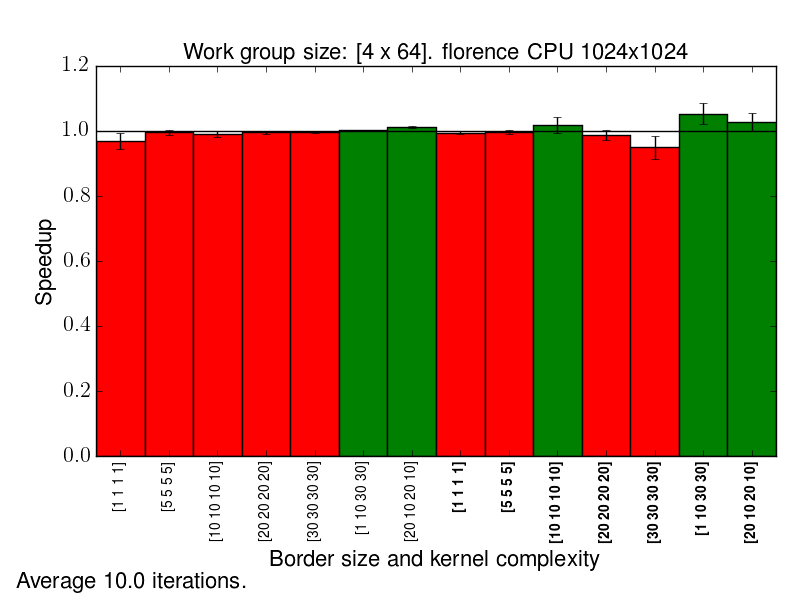 Work group size: [4 x 64]. florence CPU 1024x1024
1.2
1.0
0.8
0.6
0.4
0.2
0.0
Speedup
[1 1 1 1]
[5 5 5 5]
[10 10 10 10]
[20 20 20 20]
[30 30 30 30]
[1 10 30 30]
[20 10 20 10]
[1 1 1 1]
[5 5 5 5]
[10 10 10 10]
[20 20 20 20]
[30 30 30 30]
[1 10 30 30]
[20 10 20 10]
Border size and kernel complexity
Average 10.0 iterations.